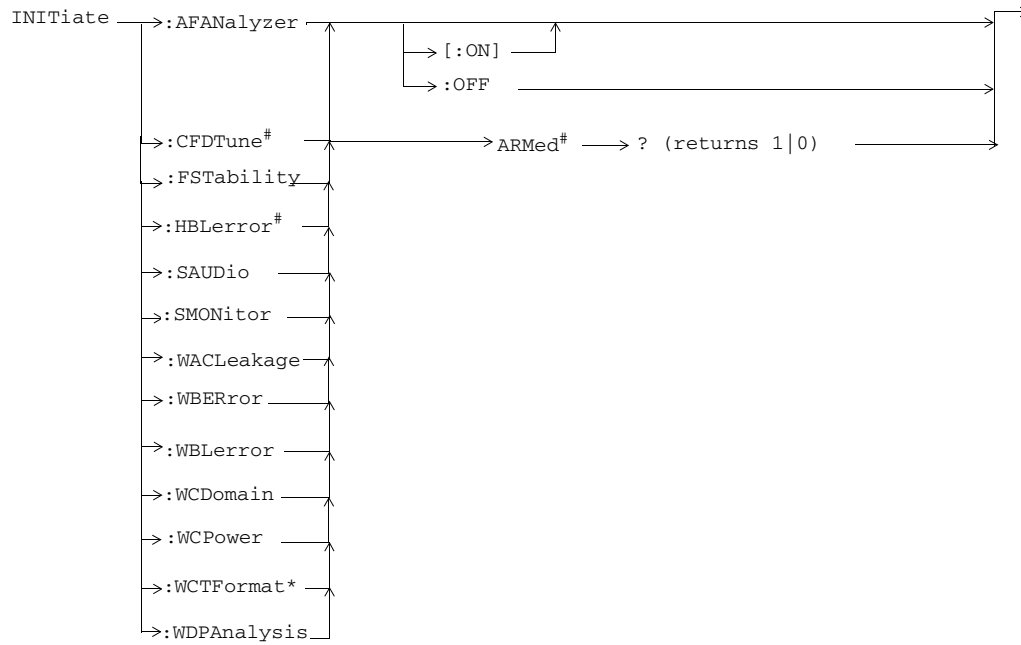 INITiate :AFANalyzer
[:ON]
:OFF
:CFDTune# ARMed# ? (returns 1|0)
:FSTability
:HBLerror#
:SAUDio
:SMONitor
:WACLeakage
:WBERror
:WBLerror
:WCDomain
:WCPower
:WCTFormat*
:WDPAnalysis